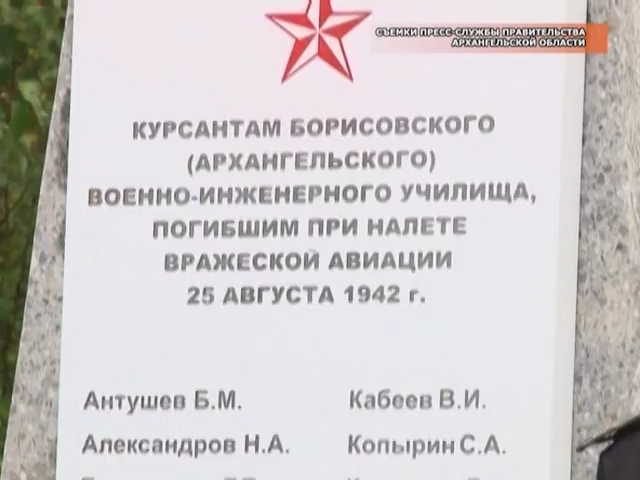 СЪЕМКИ ПРЕСС-СЛУЖБЫ ПРАВИТЕЛЬСТВА
АРХАНГЕЛЬСКОЙ ОБЛАСТИ
КУРСАНТАМ БОРИСОВСКОГО
(АРХАНГЕЛЬСКОГО)
ВОЕННО-ИНЖЕНЕРНОГО УЧИЛИЩА,
ПОГИБШИМ ПРИ НАЛЕТЕ
ВРАЖЕСКОЙ АВИАЦИИ
25 АВГУСТА 1942 г.
Антушев Б.М. Кабеев В.И.
Александров Н.А. Копырин С.А.